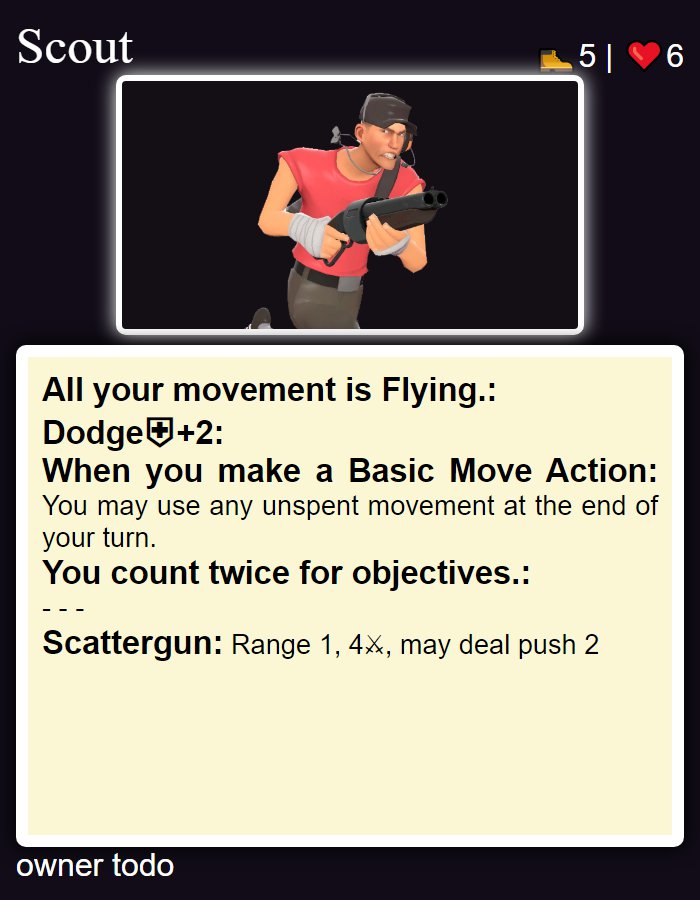 Scout
🥾5 | ❤️6
All your movement is Flying.:
Dodge⛨+2:
When you make a Basic Move Action:
You may use any unspent movement at the end of
your turn.
You count twice for objectives.:
- - -
Scattergun: Range 1, 4⚔, may deal push 2
owner todo